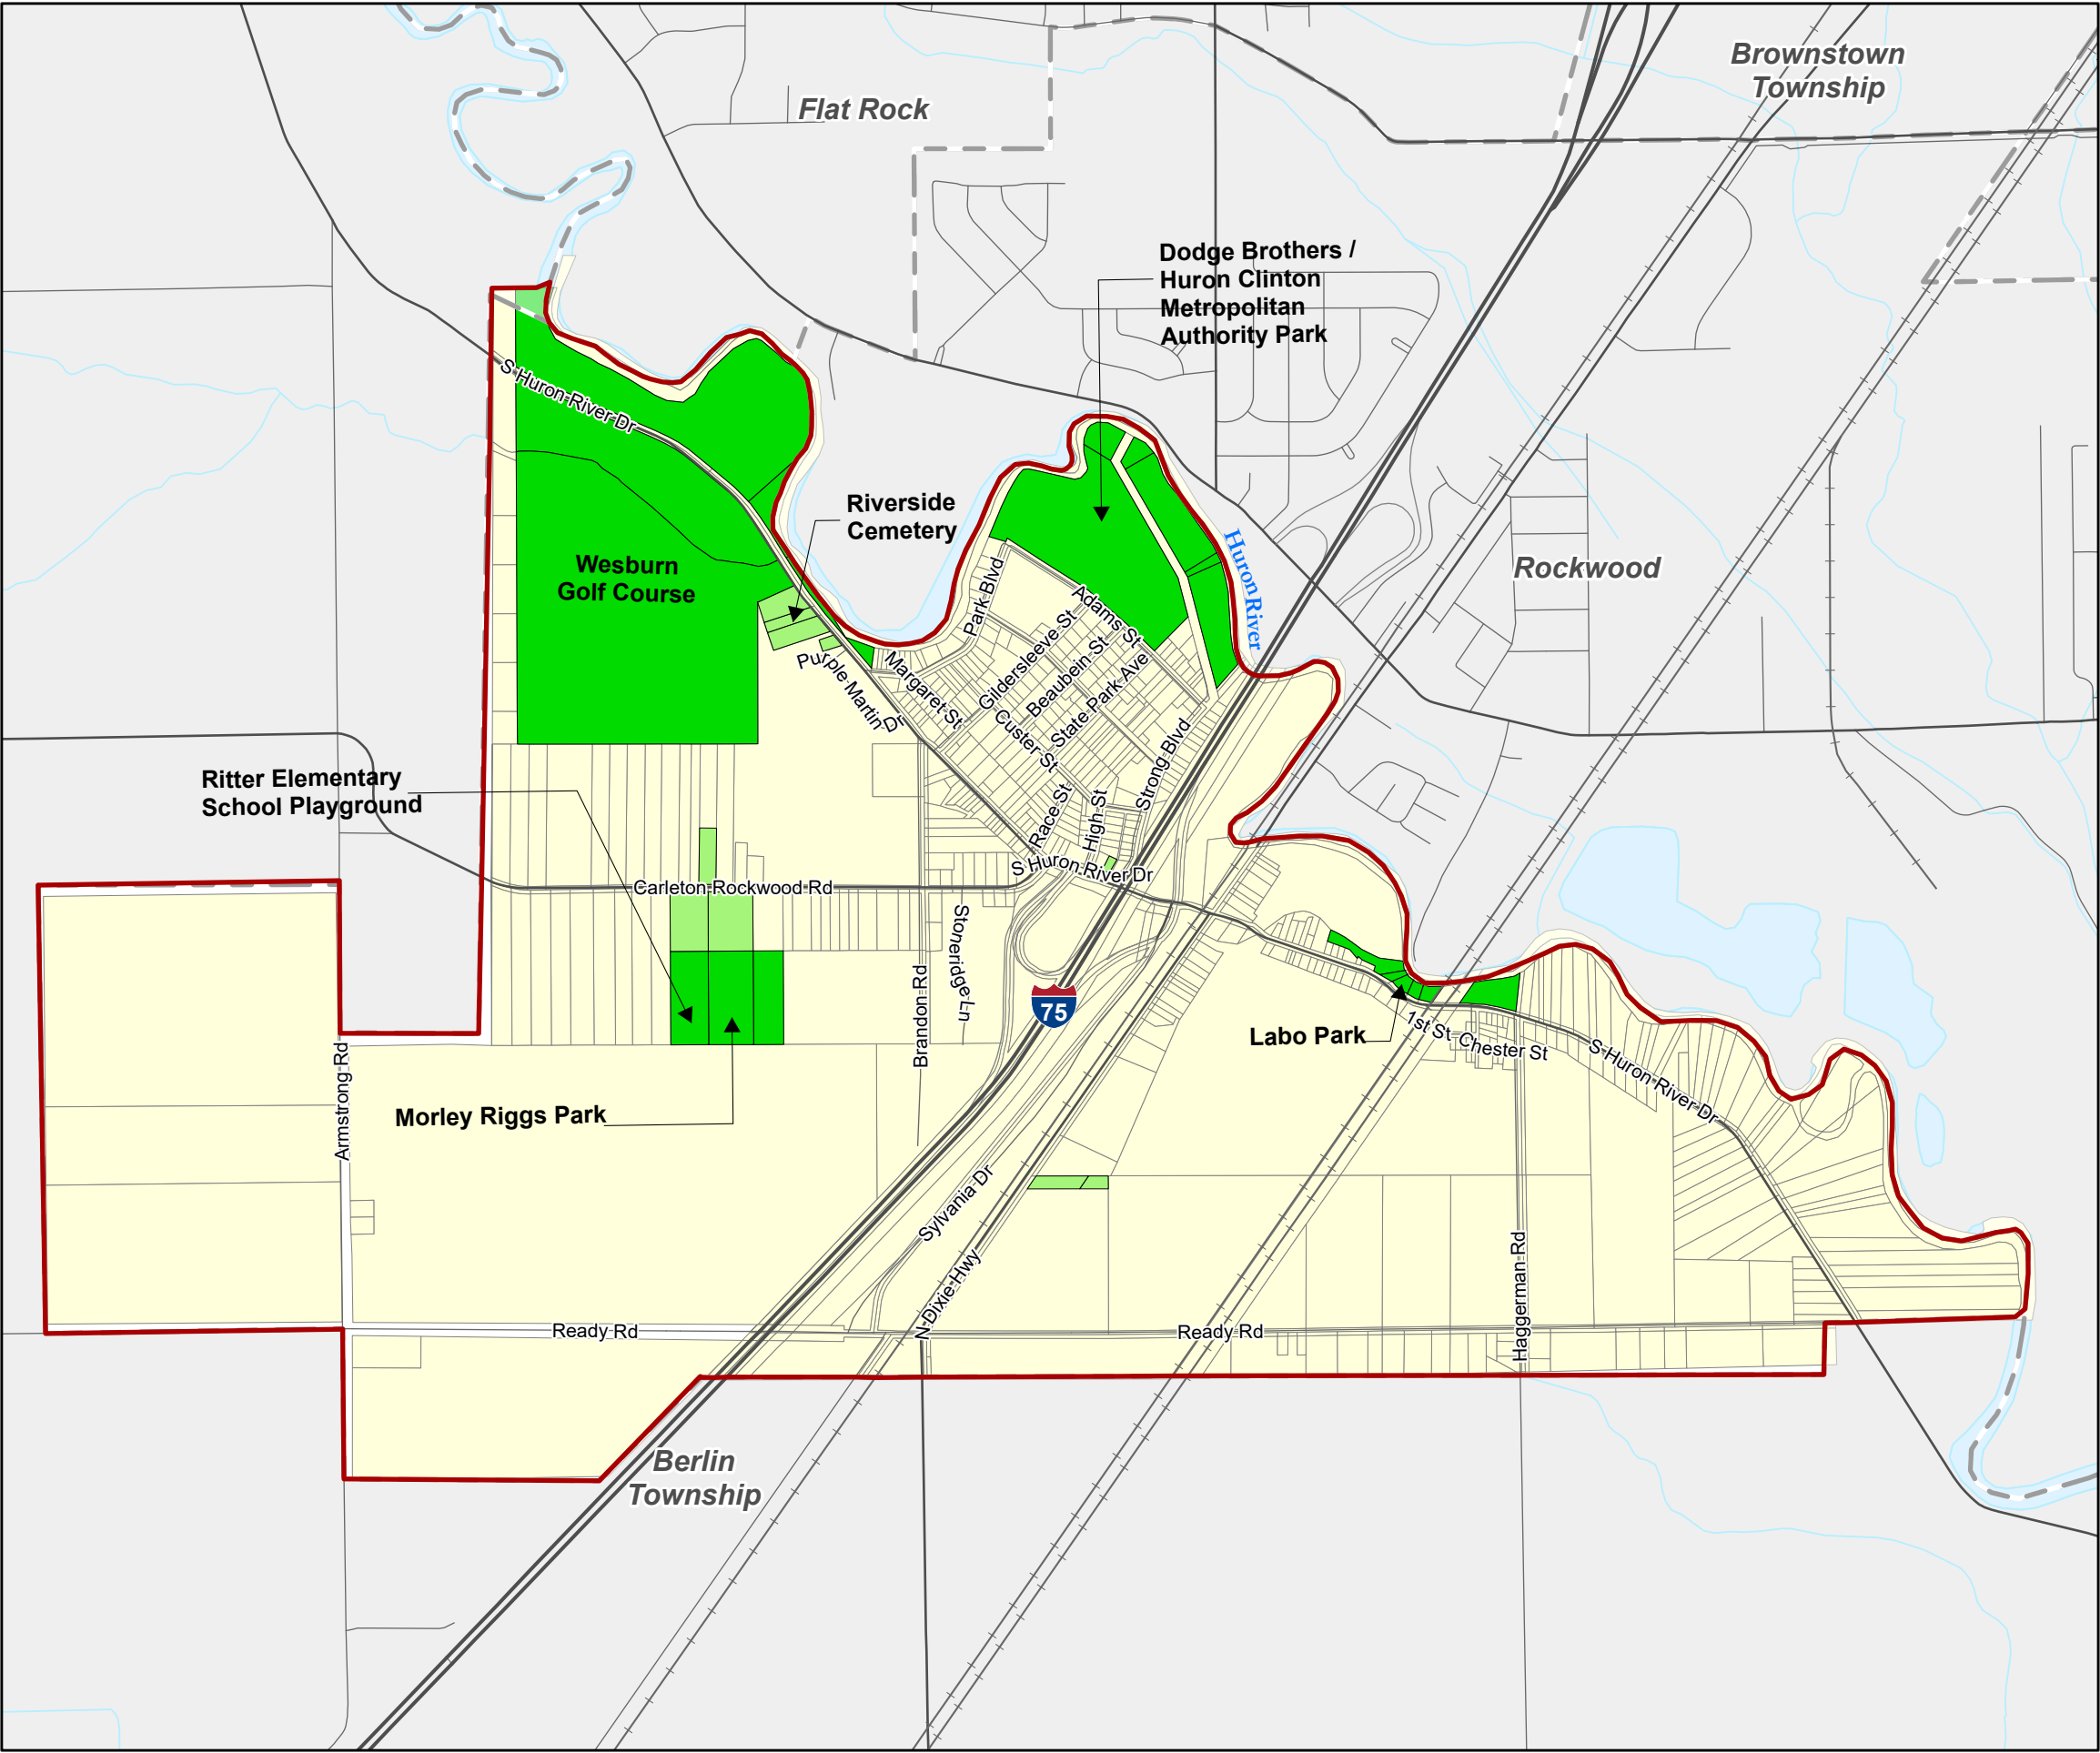 Brownstown
Township
Flat Rock
Dodge Brothers /
Huron Clinton
Metropolitan
Authority Park
S Huron River Dr
Riverside
Cemetery
Huron River
Wesburn
Golf Course
Rockwood
Park Blvd
Adams St
Gildersleeve St
Beaubein St
State Park Ave
Purple Martin Dr
Margaret St
Custer St
Strong Blvd
Ritter Elementary
School Playground
Race St
High St
S Huron River Dr
Carleton Rockwood Rd
Stoneridge Ln
Brandon Rd
75
Labo Park
1st St
Chester St
S Huron River Dr
Armstrong Rd
Morley Riggs Park
Sylvania Dr
N Dixie Hwy
Haggerman Rd
Ready Rd
Ready Rd
Berlin
Township